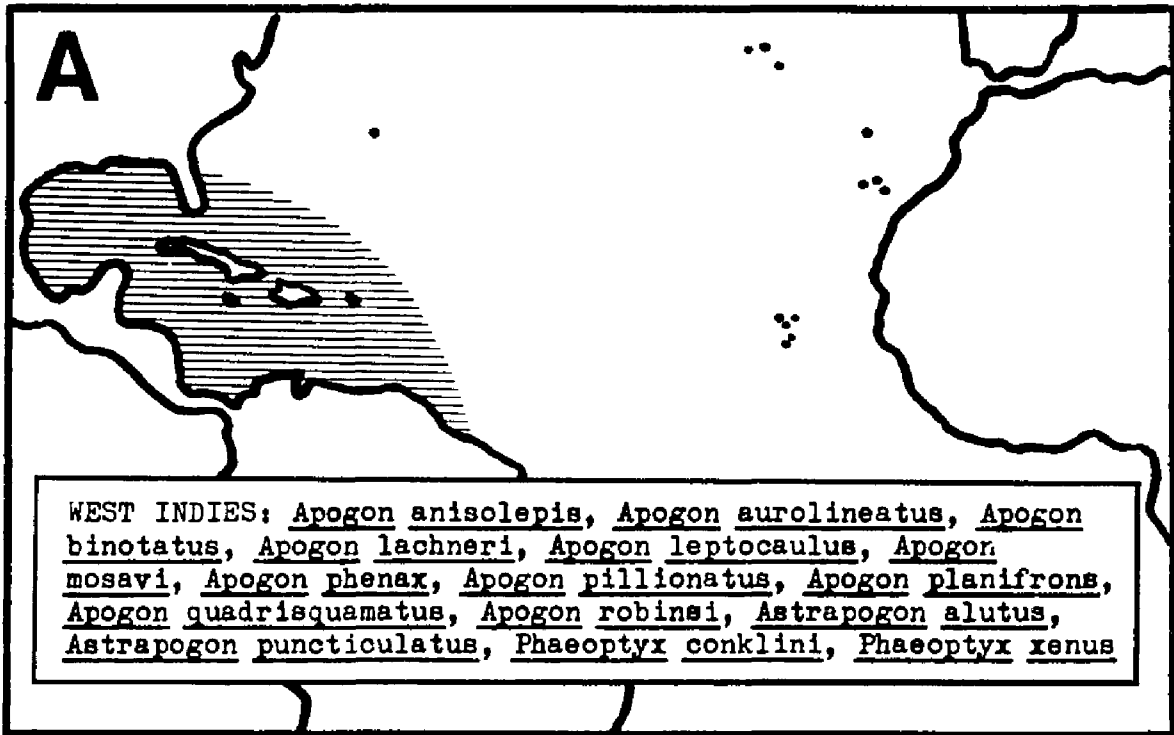 A
WEST INDIES: Apogon anisolepis, Apogon aurolineatus, Apogon
binotatus, Apogon lachneri, Apogon leptocaulus, Apogon
mosavi, Apogon phenax, Apogon pillionatus, Apogon planifrons,
Apogon quadrisquamatus, Apogon robinsi, Astrapogon alutus,
Astrapogon puncticulatus, Phaeoptyx conklini, Phaeoptyx xenus